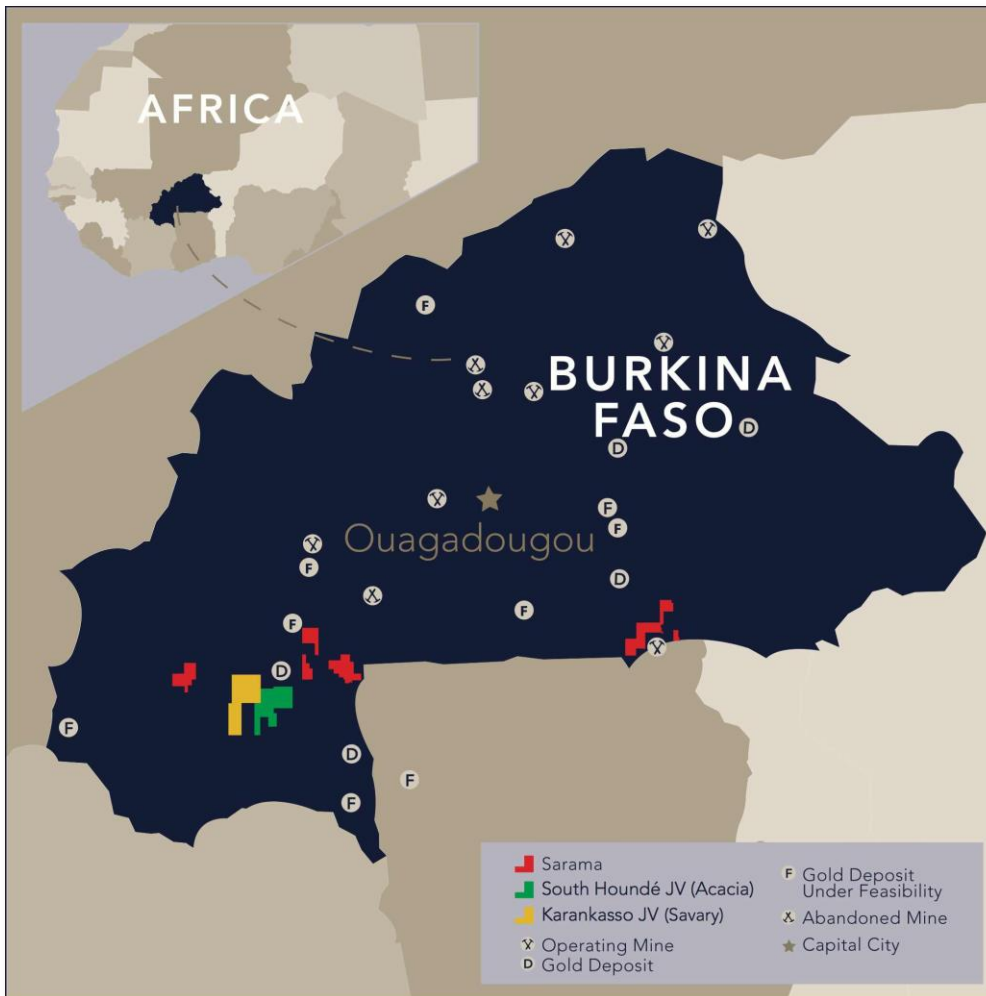 AFRICA
F
BURKINA
FASO
D
D
F
F
Ouagadougou
F
D
F
F
D
F
D
F
F
Sarama
South Houndé JV (Acacia)
Karankasso JV (Savary)
Operating Mine
D Gold Deposit
F Gold Deposit
Under Feasibility
Abandoned Mine
Capital City